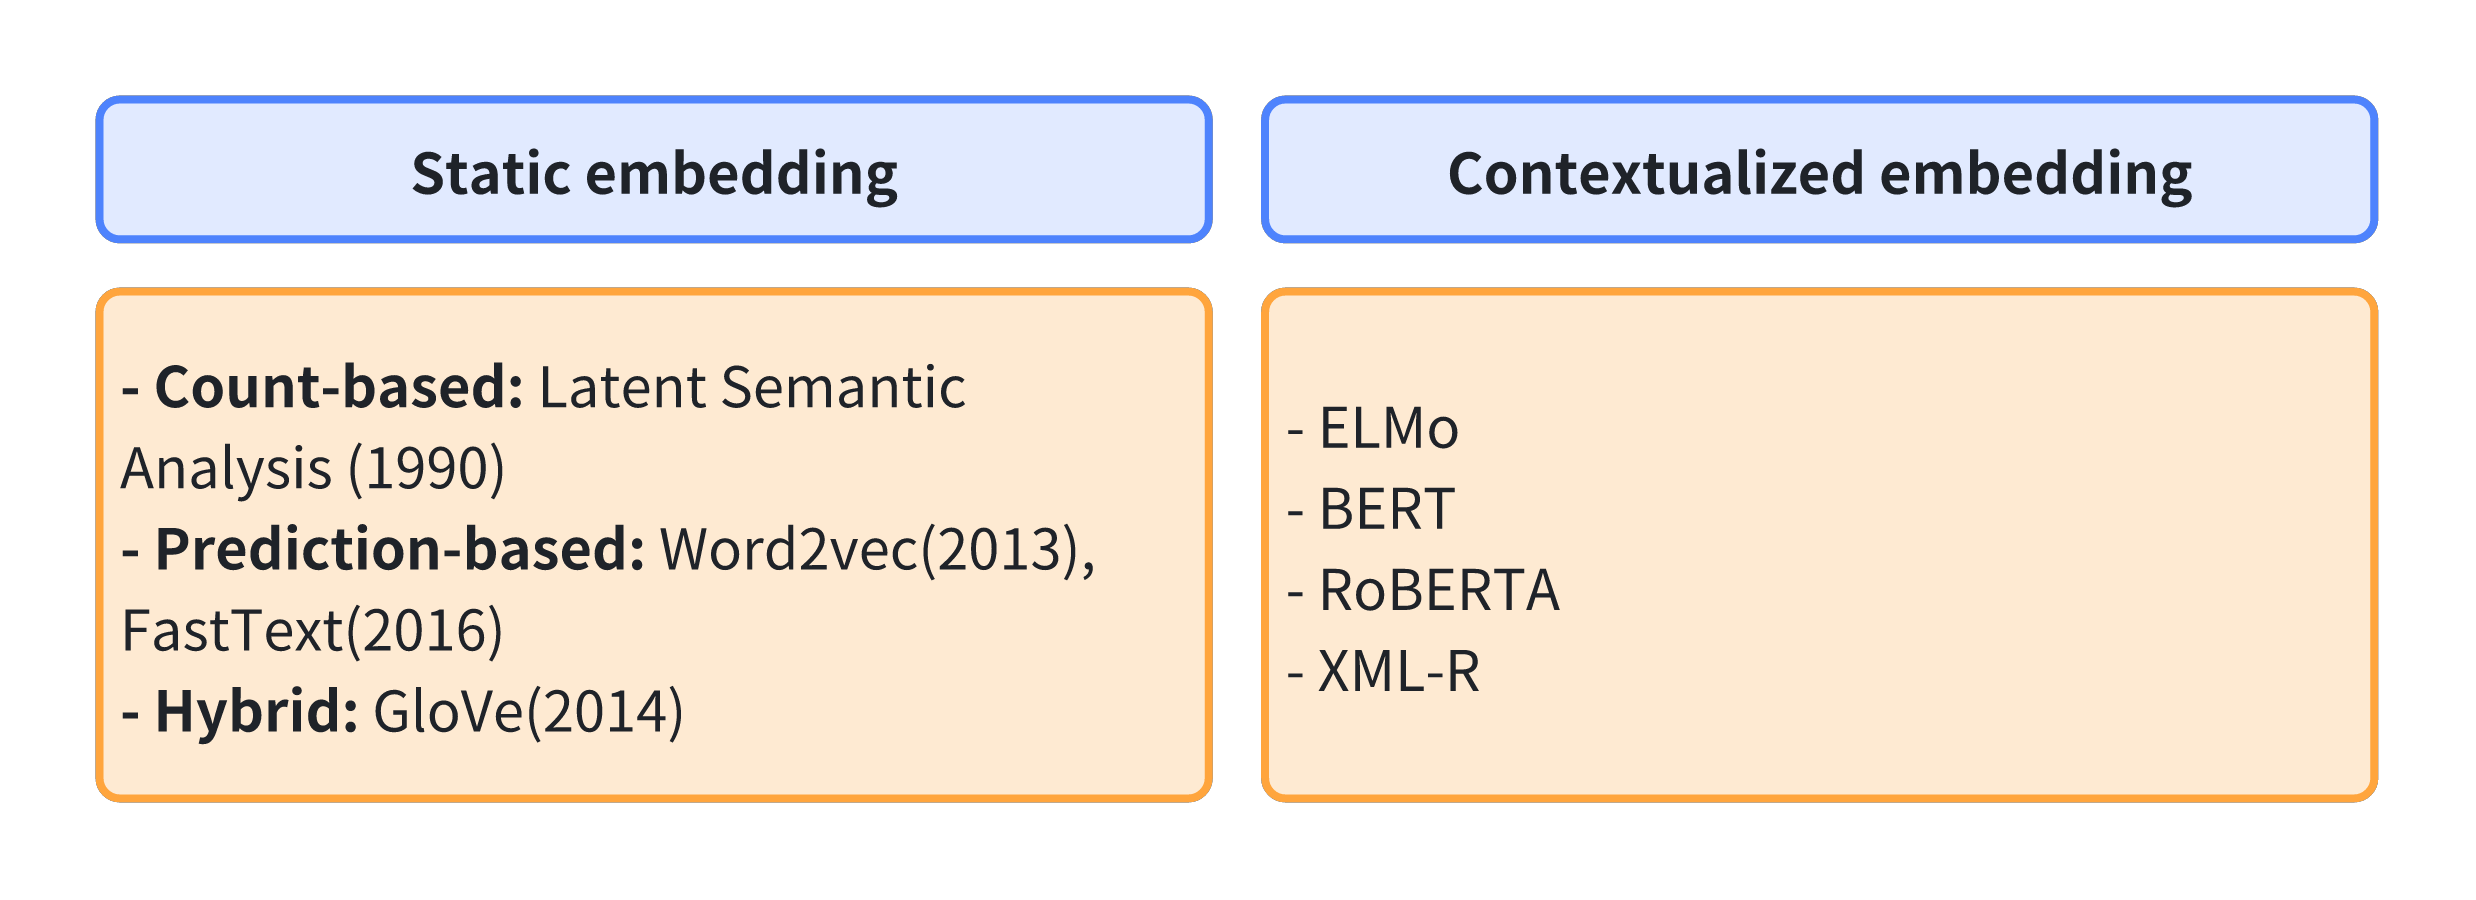 Static embedding
- Count-based: Latent Semantic
Analysis (1990)
- Prediction-based: Word2vec(2013),
FastText(2016)
- Hybrid: GloVe(2014)
Contextualized embedding
- ELMo
- BERT
- RoBERTA
- XML-R